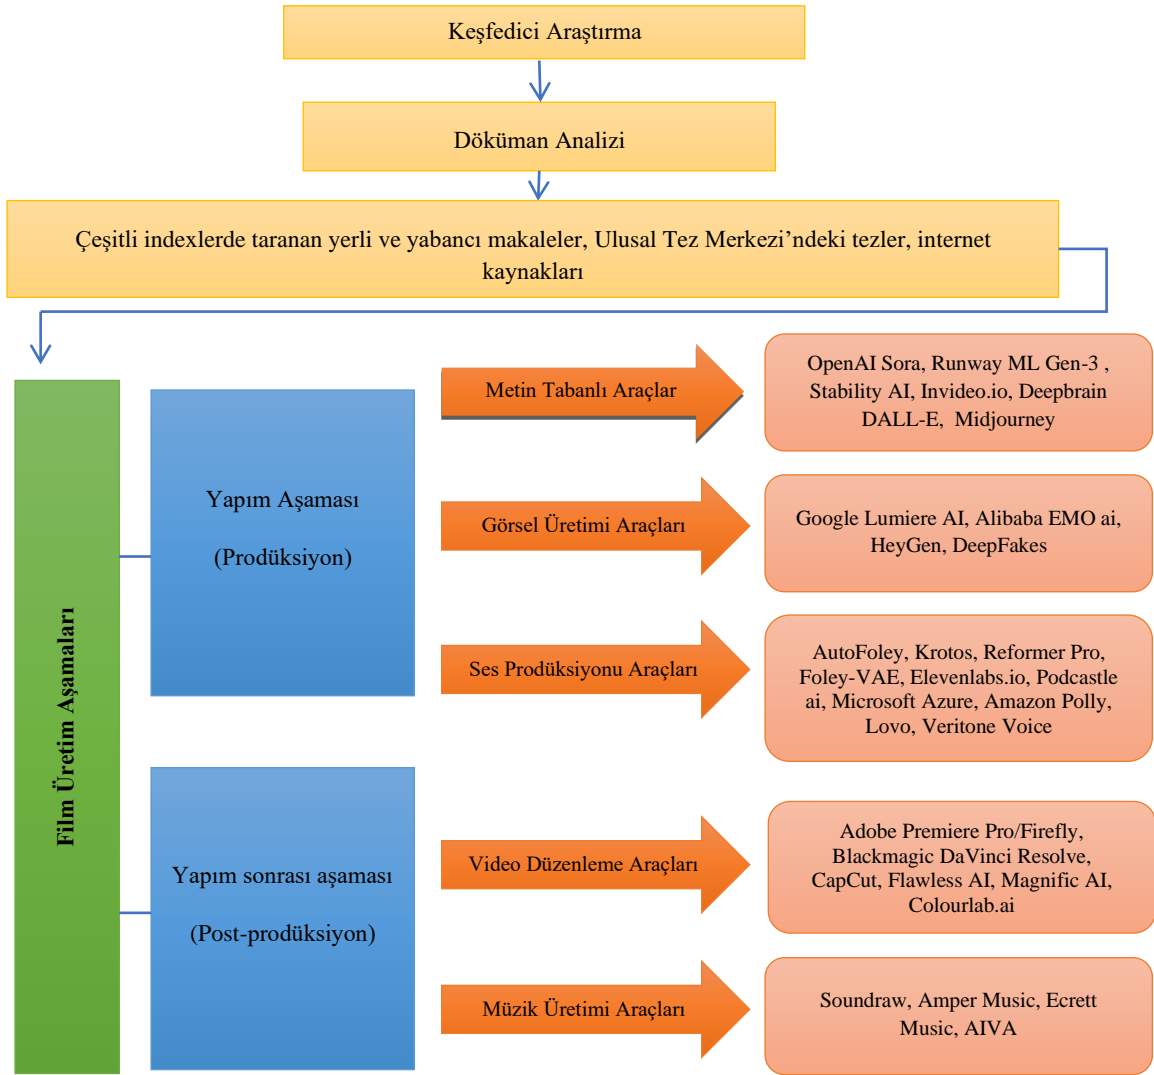 Keşfedici Araştırma
Döküman Analizi
Çeşitli indexlerde taranan yerli ve yabancı makaleler, Ulusal Tez Merkezi’ndeki tezler, internet
kaynakları
Film Üretim Aşamaları
Yapım Aşaması
(Prodüksiyon)
Metin Tabanlı Araçlar
OpenAI Sora, Runway ML Gen-3 ,
Stability AI, Invideo.io, Deepbrain
DALL-E, Midjourney
Görsel Üretimi Araçları
Google Lumiere AI, Alibaba EMO ai,
HeyGen, DeepFakes
Ses Prodüksiyonu Araçları
AutoFoley, Krotos, Reformer Pro,
Foley-VAE, Elevenlabs.io, Podcastle
ai, Microsoft Azure, Amazon Polly,
Lovo, Veritone Voice
Yapım sonrası aşaması
(Post-prodüksiyon)
Video Düzenleme Araçları
Adobe Premiere Pro/Firefly,
Blackmagic DaVinci Resolve,
CapCut, Flawless AI, Magnific AI,
Colourlab.ai
Müzik Üretimi Araçları
Soundraw, Amper Music, Ecrett
Music, AIVA